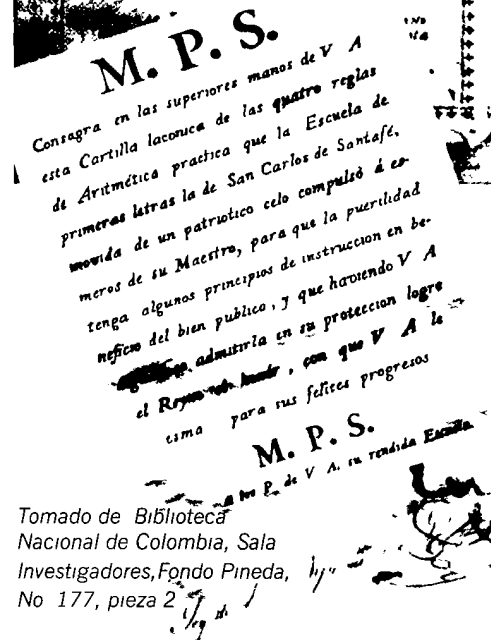 M. P. S.
Consagra en las superiores manos de V A
esta Cartilla laconica de las quatro reglas
de Aritmética practica que la Escuela de
primeras letras la de San Carlos de Santafé,
movida de un patriotico celo compulsò á es-
meros de su Maestro, para que la puerilidad
tenga algunos principios de instruccion en be-
neficio del bien publico, y que haviendo V A
admitirla en su proteccion logre
el , con que V A le
para sus felices progresos
M. P. S.
a los P. de V A. su rendida Escuela
Tomado de Biblioteca
Nacional de Colombia, Sala
Investigadores, Fondo Pineda,
No 177, pieza 2